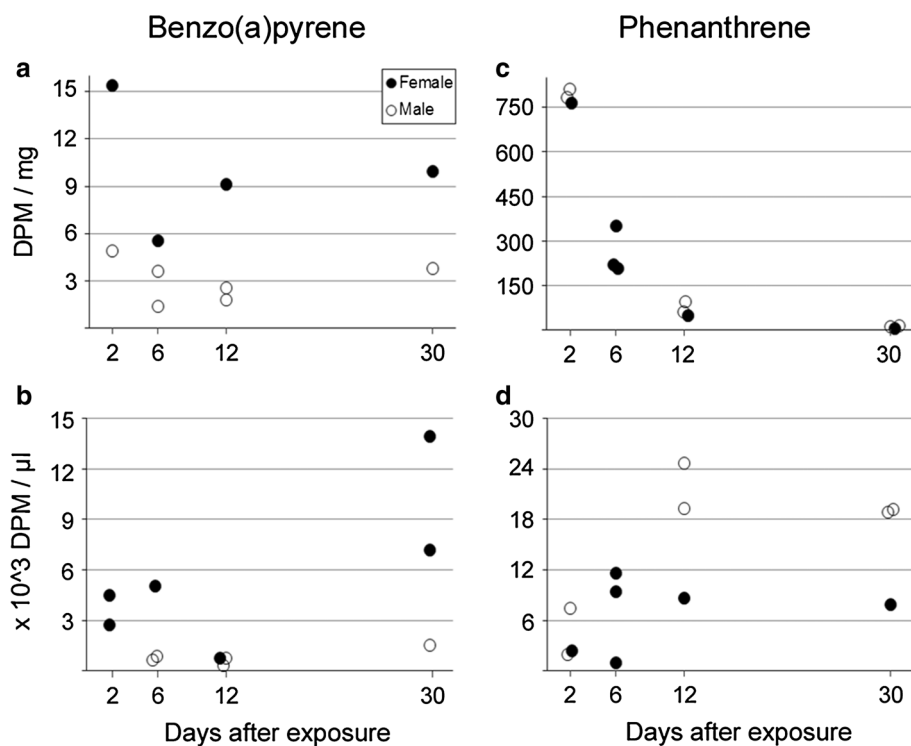 Benzo(a)pyrene
Phenanthrene
a
Female
Male
15
12
9
6
3
DPM / mg
2 6 12 30
c
750
600
450
300
150
2 6 12 30
b
15
12
9
6
3
x 10^3 DPM / µl
2 6 12 30
Days after exposure
d
30
24
18
12
6
2 6 12 30
Days after exposure